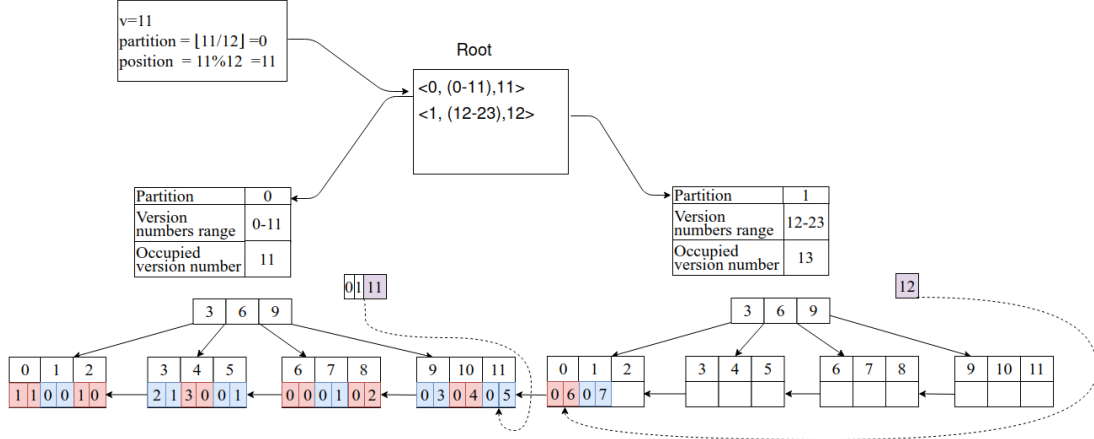 v=11
partition = ⌊11/12⌋ =0
position = 11%12 =11
Root
<0, (0-11),11>
<1, (12-23),12>
Partition 0
Version numbers range 0-11
Occupied version number 11
Partition 1
Version numbers range 12-23
Occupied version number 13
0 1 11
12
3 6 9
3 6 9
0 1 2 3 4 5 6 7 8 9 10 11 0 1 2 3 4 5 6 7 8 9 10 11
1 1 0 0 1 0 2 1 3 0 0 1 0 0 0 1 0 2 0 3 0 4 0 5 0 6 0 7